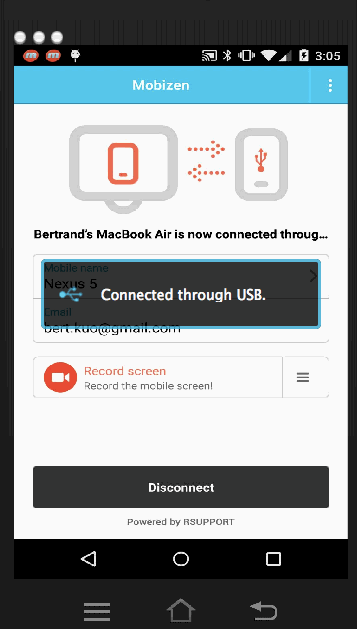 3:05
Mobizen
Bertrand's MacBook Air is now connected throug...
Mobile name
Nexus 5
Connected through USB.
Email
bert.kuo@gmail.com
Record screen
Record the mobile screen!
Disconnect
Powered by RSUPPORT